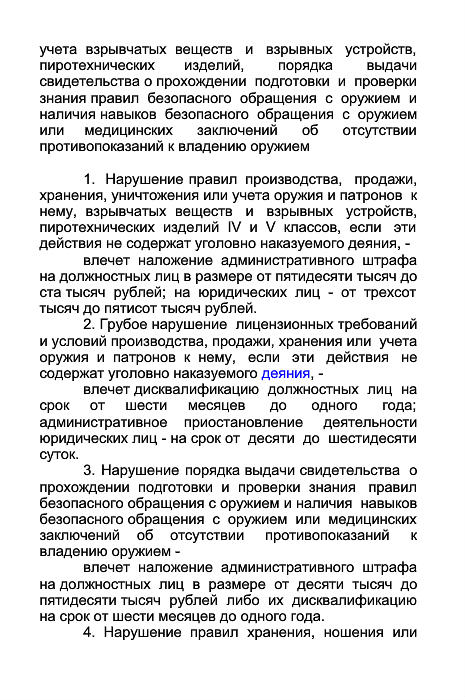 учета взрывчатых веществ и взрывных устройств,
пиротехнических изделий, порядка выдачи
свидетельства о прохождении подготовки и проверки
знания правил безопасного обращения с оружием и
наличия навыков безопасного обращения с оружием
или медицинских заключений об отсутствии
противопоказаний к владению оружием
1. Нарушение правил производства, продажи,
хранения, уничтожения или учета оружия и патронов к
нему, взрывчатых веществ и взрывных устройств,
пиротехнических изделий IV и V классов, если эти
действия не содержат уголовно наказуемого деяния, -
влечет наложение административного штрафа
на должностных лиц в размере от пятидесяти тысяч до
ста тысяч рублей; на юридических лиц - от трехсот
тысяч до пятисот тысяч рублей.
2. Грубое нарушение лицензионных требований
и условий производства, продажи, хранения или учета
оружия и патронов к нему, если эти действия не
содержат уголовно наказуемого деяния, -
влечет дисквалификацию должностных лиц на
срок от шести месяцев до одного года;
административное приостановление деятельности
юридических лиц - на срок от десяти до шестидесяти
суток.
3. Нарушение порядка выдачи свидетельства о
прохождении подготовки и проверки знания правил
безопасного обращения с оружием и наличия навыков
безопасного обращения с оружием или медицинских
заключений об отсутствии противопоказаний к
владению оружием -
влечет наложение административного штрафа
на должностных лиц в размере от десяти тысяч до
пятидесяти тысяч рублей либо их дисквалификацию
на срок от шести месяцев до одного года.
4. Нарушение правил хранения, ношения или